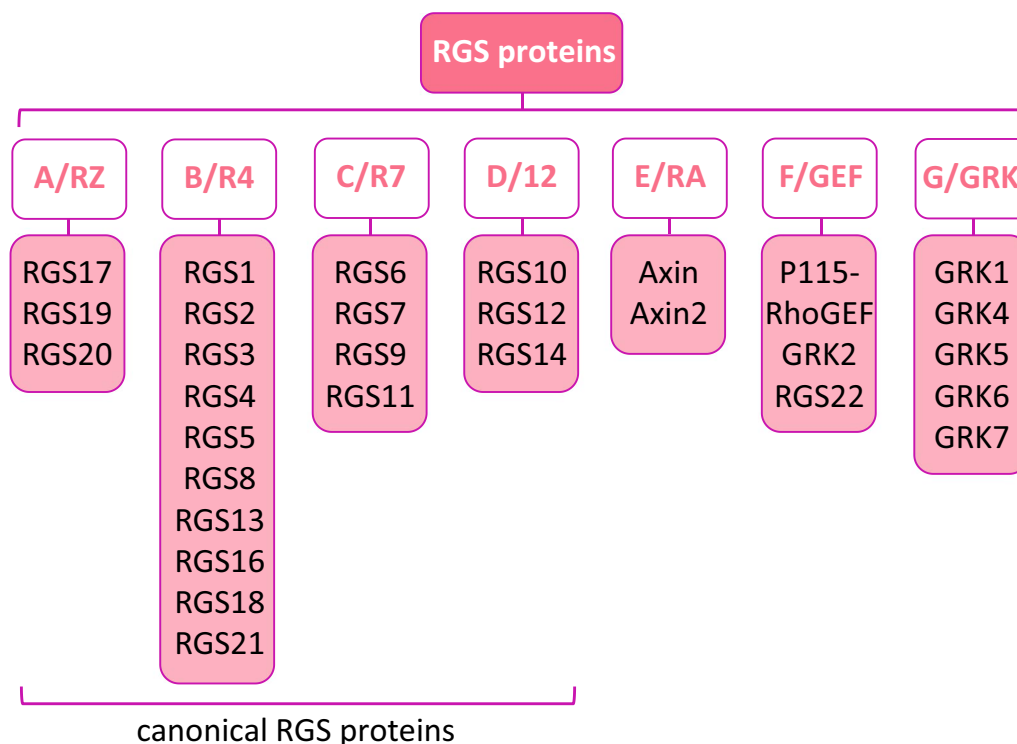 RGS proteins
A/RZ
B/R4
C/R7
D/12
E/RA
F/GEF
G/GRK
RGS17
RGS19
RGS20
RGS1
RGS2
RGS3
RGS4
RGS5
RGS8
RGS13
RGS16
RGS18
RGS21
RGS6
RGS7
RGS9
RGS11
RGS10
RGS12
RGS14
Axin
Axin2
P115-
RhoGEF
GRK2
RGS22
GRK1
GRK4
GRK5
GRK6
GRK7
canonical RGS proteins